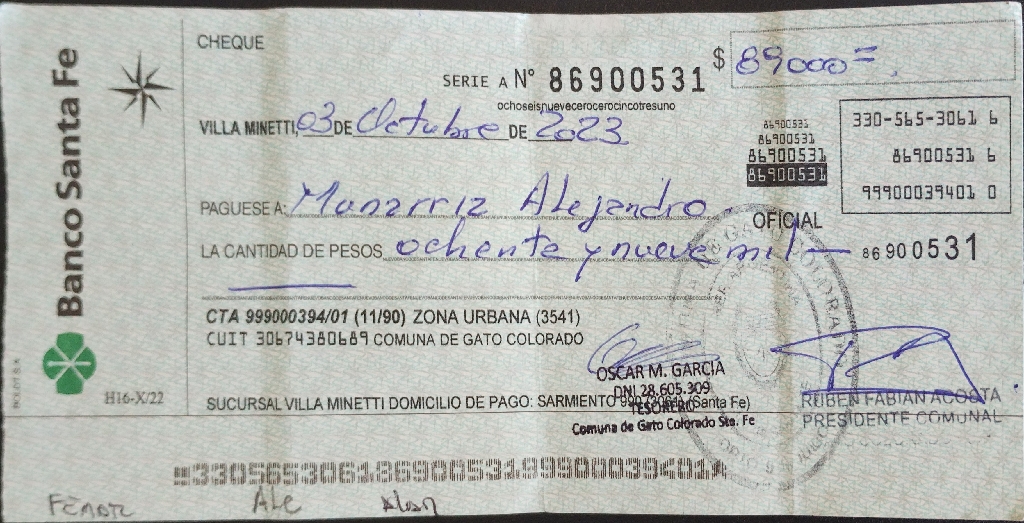 Banco Santa Fe
CHEQUE
$ 89000=.
SERIE A N° 86900531
ochoseisnuevecerocerocincotresuno
VILLA MINETTI, 03 DE Octubre DE 2023
86900531
86900531
86900531
86900531
330-565-3061 6
86900531 6
99900039401 0
PAGUESE A: Manarriz Alejandro.
OFICIAL
LA CANTIDAD DE PESOS ochenta y nueve mil —
86900531
CTA 999000394/01 (11/90) ZONA URBANA (3541)
CUIT 30674380689 COMUNA DE GATO COLORADO
OSCAR M. GARCIA
DNI 28.605.309
TESORERO
Comuna de Gato Colorado Sta. Fe
RUBEN FABIAN ACOSTA
PRESIDENTE COMUNAL
H16-X/22
SUCURSAL VILLA MINETTI DOMICILIO DE PAGO: SARMIENTO (Santa Fe)
330565306186900531999000394017
Ale
Alan